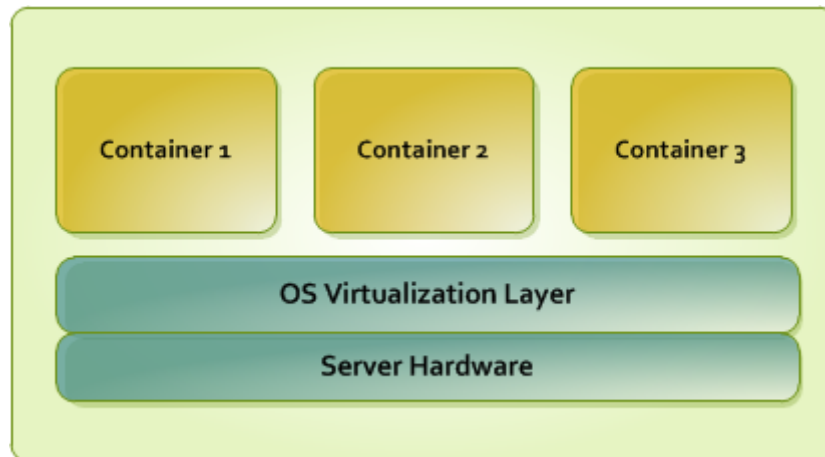 Container 1
Container 2
Container 3
OS Virtualization Layer
Server Hardware